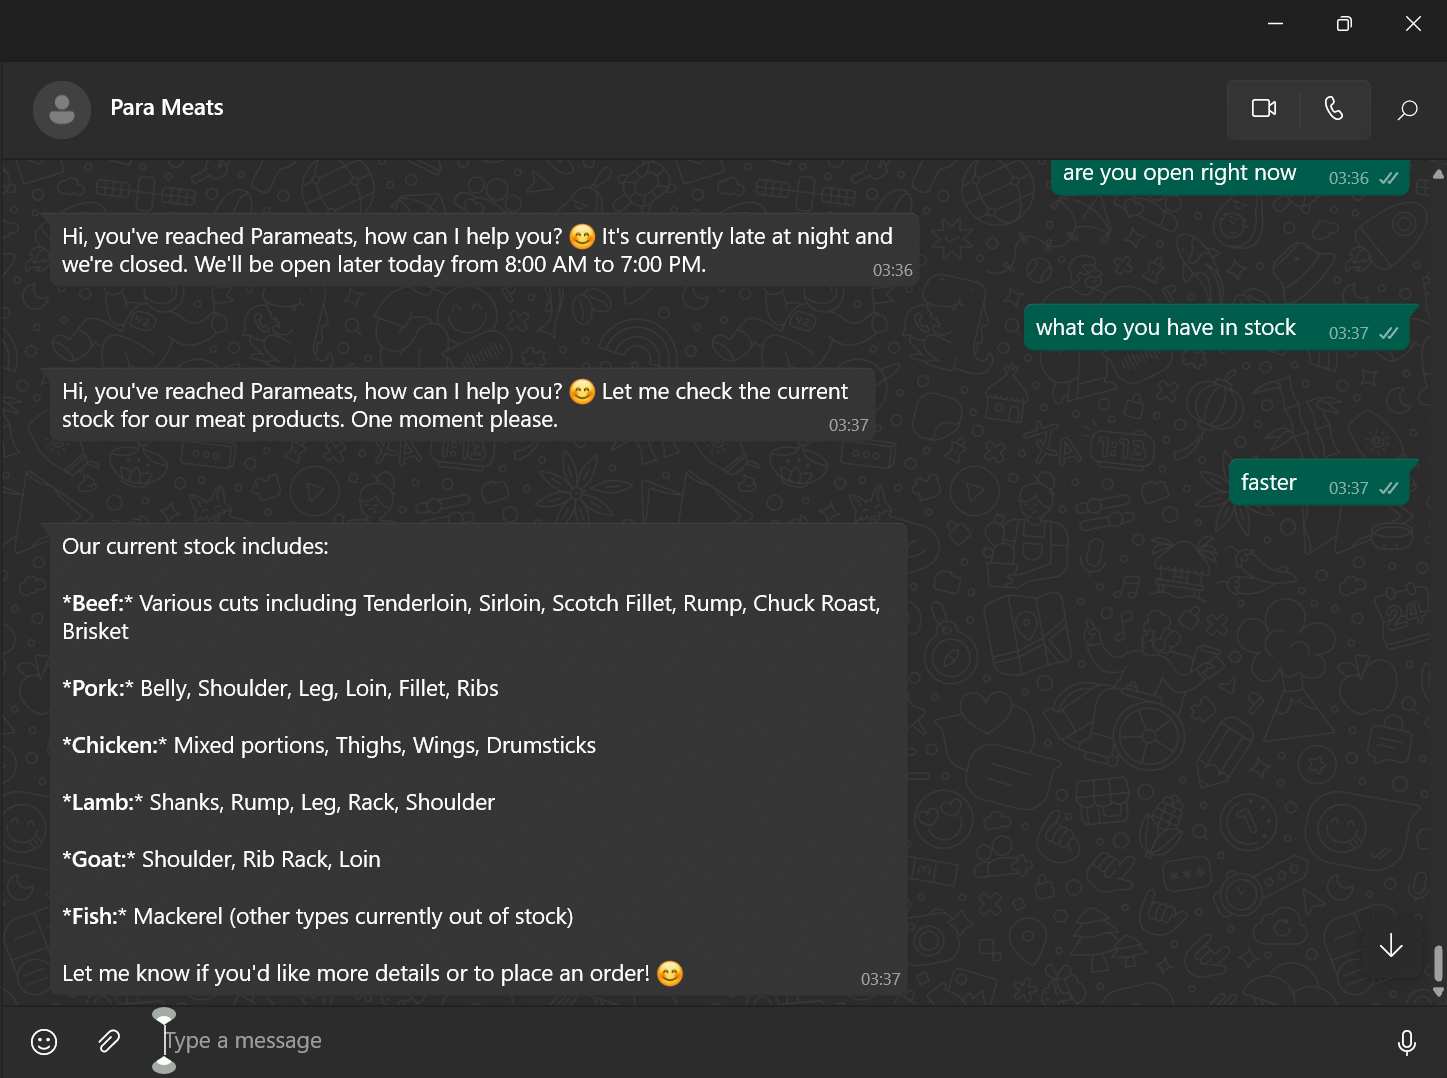 Para Meats
are you open right now 03:36
Hi, you've reached Parameats, how can I help you? 😊 It's currently late at night and
we're closed. We'll be open later today from 8:00 AM to 7:00 PM. 03:36
what do you have in stock 03:37
Hi, you've reached Parameats, how can I help you? 😊 Let me check the current
stock for our meat products. One moment please. 03:37
faster 03:37
Our current stock includes:
*Beef:* Various cuts including Tenderloin, Sirloin, Scotch Fillet, Rump, Chuck Roast,
Brisket
*Pork:* Belly, Shoulder, Leg, Loin, Fillet, Ribs
*Chicken:* Mixed portions, Thighs, Wings, Drumsticks
*Lamb:* Shanks, Rump, Leg, Rack, Shoulder
*Goat:* Shoulder, Rib Rack, Loin
*Fish:* Mackerel (other types currently out of stock)
Let me know if you'd like more details or to place an order! 😊 03:37
Type a message